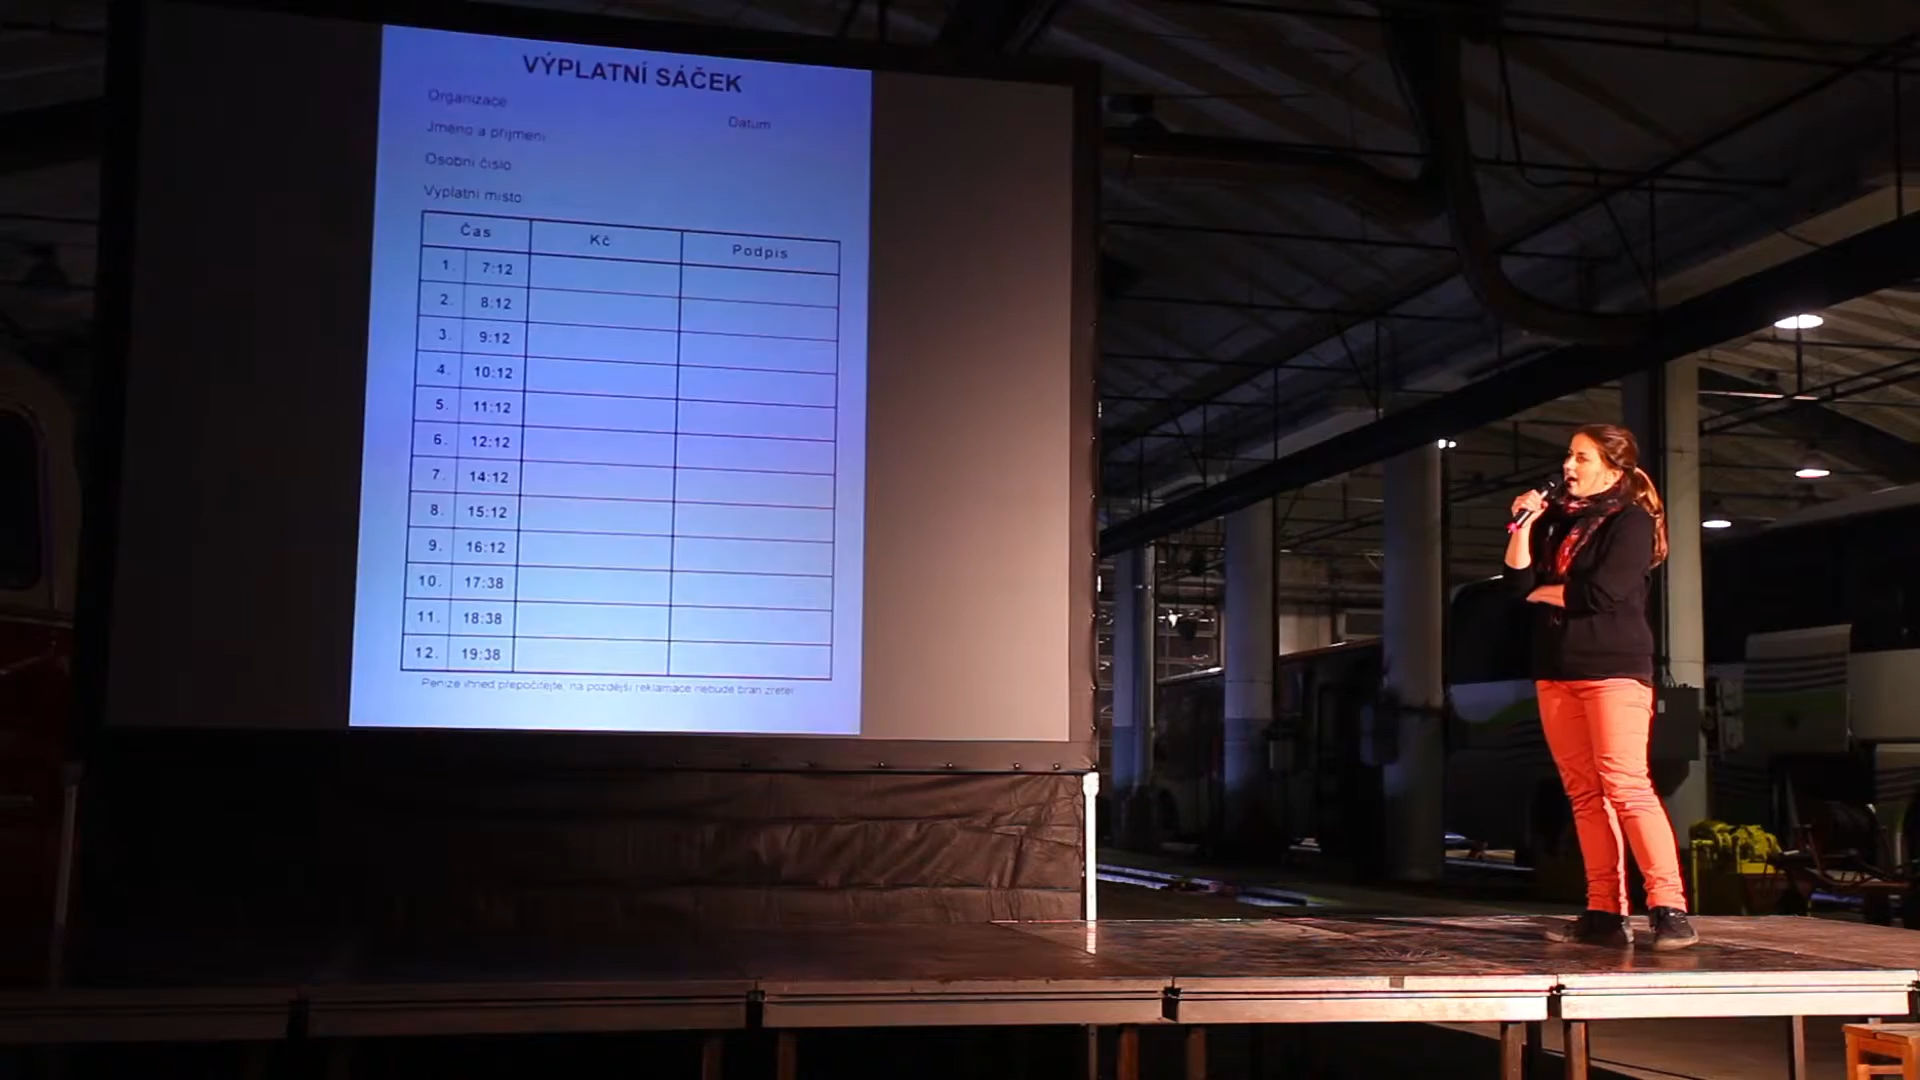 VÝPLATNÍ SÁČEK
Organizace
Datum
Jméno a příjmení
Osobní číslo
Výplatní místo
Čas Kč Podpis
1. 7:12
2. 8:12
3. 9:12
4. 10:12
5. 11:12
6. 12:12
7. 14:12
8. 15:12
9. 16:12
10. 17:38
11. 18:38
12. 19:38
Peníze ihned přepočítejte, na pozdější reklamace nebude brán zřetel